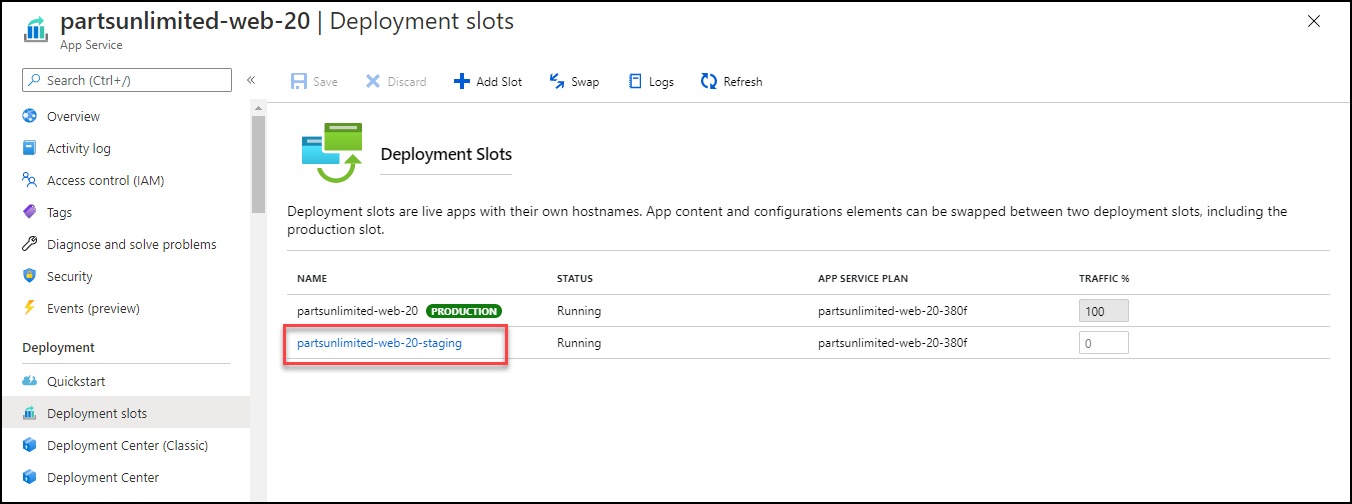 partsunlimited-web-20 | Deployment slots
App Service
Search (Ctrl+/)
«
Save
Discard
Add Slot
Swap
Logs
Refresh
Overview
Activity log
Access control (IAM)
Tags
Diagnose and solve problems
Security
Events (preview)
Deployment
Quickstart
Deployment slots
Deployment Center (Classic)
Deployment Center
Deployment Slots
Deployment slots are live apps with their own hostnames. App content and configurations elements can be swapped between two deployment slots, including the
production slot.
NAME STATUS APP SERVICE PLAN TRAFFIC %
partsunlimited-web-20 PRODUCTION Running partsunlimited-web-20-380f 100
partsunlimited-web-20-staging Running partsunlimited-web-20-380f 0